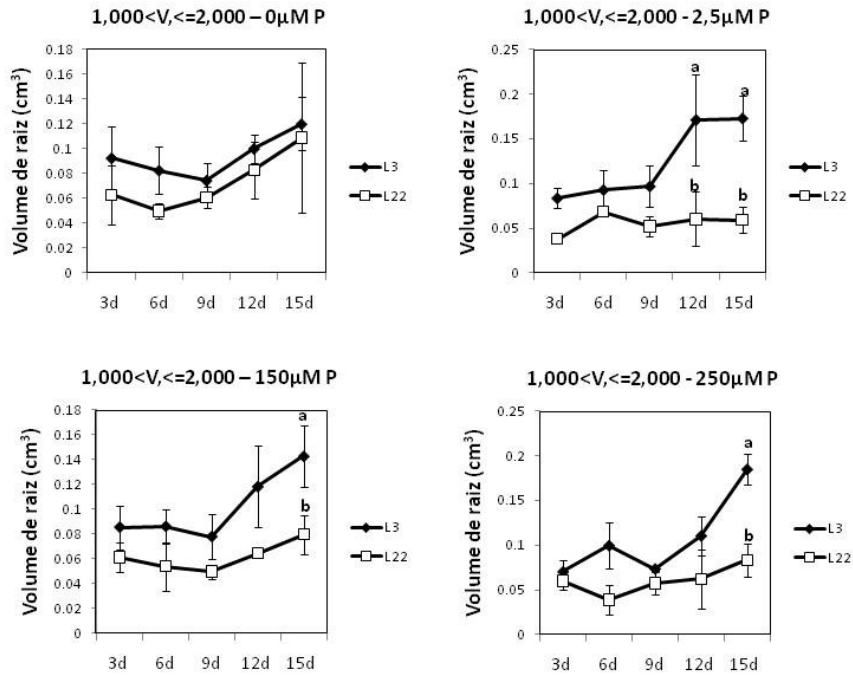 1,000<V,<=2,000 – 0µM P
Volume de raiz (cm³)
0.18
0.16
0.14
0.12
0.10
0.08
0.06
0.04
0.02
0
3d 6d 9d 12d 15d
L3
L22
1,000<V,<=2,000 - 2,5µM P
Volume de raiz (cm³)
0.25
0.2
0.15
0.1
0.05
0
a a
b b
3d 6d 9d 12d 15d
L3
L22
1,000<V,<=2,000 – 150µM P
Volume de raiz (cm³)
0.18
0.16
0.14
0.12
0.1
0.08
0.06
0.04
0.02
0
a
b
3d 6d 9d 12d 15d
L3
L22
1,000<V,<=2,000 - 250µM P
Volume de raiz (cm³)
0.25
0.2
0.15
0.1
0.05
0
a
b
3d 6d 9d 12d 15d
L3
L22